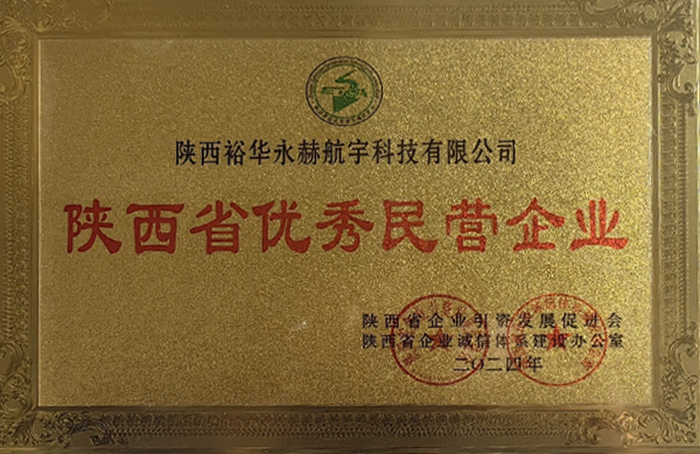 陕西裕华永赫航宇科技有限公司
陕西省优秀民营企业
陕西省企业引资发展促进会
陕西省企业诚信体系建设办公室
二〇二四年